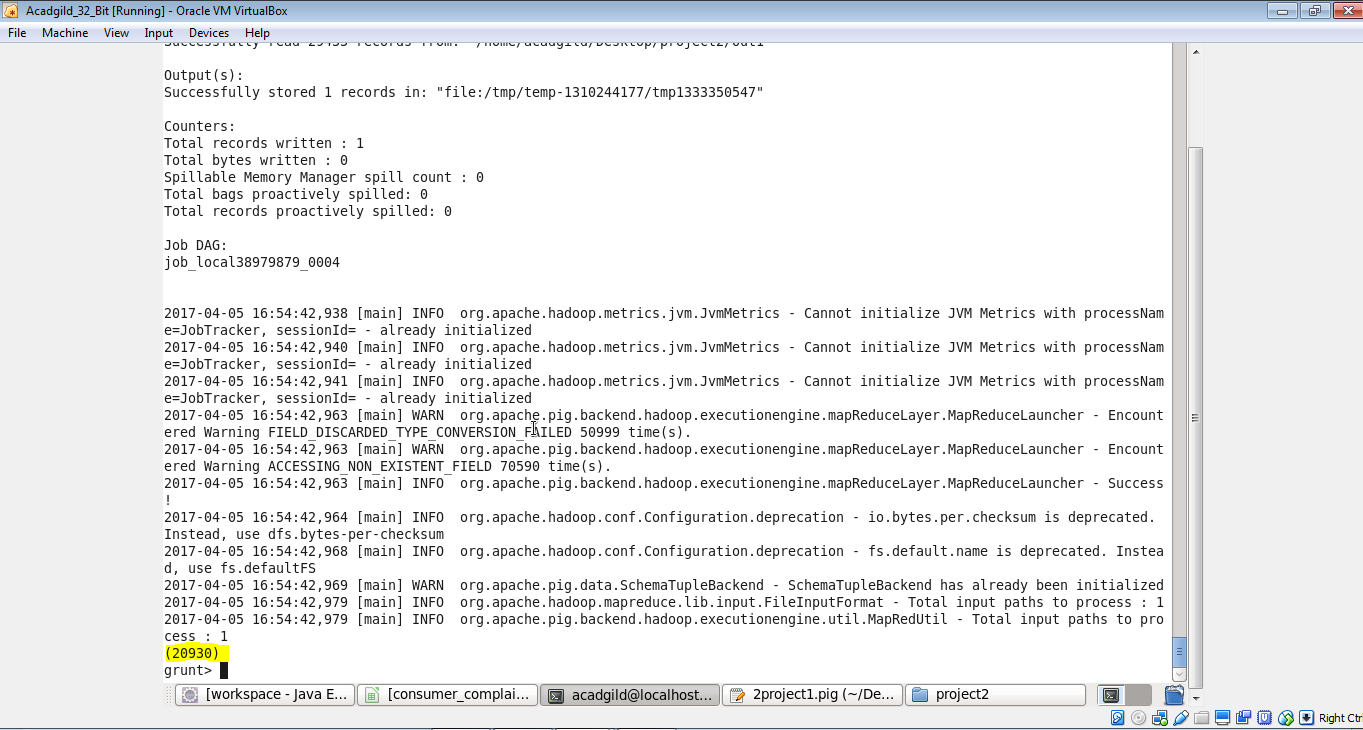 Acadgild_32_Bit [Running] - Oracle VM VirtualBox
File Machine View Input Devices Help
Successfully read 29433 records from: "/home/acadgild/Desktop/project2/out1"
Output(s):
Successfully stored 1 records in: "file:/tmp/temp-1310244177/tmp1333350547"
Counters:
Total records written : 1
Total bytes written : 0
Spillable Memory Manager spill count : 0
Total bags proactively spilled: 0
Total records proactively spilled: 0
Job DAG:
job_local38979879_0004
2017-04-05 16:54:42,938 [main] INFO  org.apache.hadoop.metrics.jvm.JvmMetrics - Cannot initialize JVM Metrics with processNam
e=JobTracker, sessionId= - already initialized
2017-04-05 16:54:42,940 [main] INFO  org.apache.hadoop.metrics.jvm.JvmMetrics - Cannot initialize JVM Metrics with processNam
e=JobTracker, sessionId= - already initialized
2017-04-05 16:54:42,941 [main] INFO  org.apache.hadoop.metrics.jvm.JvmMetrics - Cannot initialize JVM Metrics with processNam
e=JobTracker, sessionId= - already initialized
2017-04-05 16:54:42,963 [main] WARN  org.apache.pig.backend.hadoop.executionengine.mapReduceLayer.MapReduceLauncher - Encount
ered Warning FIELD_DISCARDED_TYPE_CONVERSION_FAILED 50999 time(s).
2017-04-05 16:54:42,963 [main] WARN  org.apache.pig.backend.hadoop.executionengine.mapReduceLayer.MapReduceLauncher - Encount
ered Warning ACCESSING_NON_EXISTENT_FIELD 70590 time(s).
2017-04-05 16:54:42,963 [main] INFO  org.apache.pig.backend.hadoop.executionengine.mapReduceLayer.MapReduceLauncher - Success
!
2017-04-05 16:54:42,964 [main] INFO  org.apache.hadoop.conf.Configuration.deprecation - io.bytes.per.checksum is deprecated.
Instead, use dfs.bytes-per-checksum
2017-04-05 16:54:42,968 [main] INFO  org.apache.hadoop.conf.Configuration.deprecation - fs.default.name is deprecated. Instea
d, use fs.defaultFS
2017-04-05 16:54:42,969 [main] WARN  org.apache.pig.data.SchemaTupleBackend - SchemaTupleBackend has already been initialized
2017-04-05 16:54:42,979 [main] INFO  org.apache.hadoop.mapreduce.lib.input.FileInputFormat - Total input paths to process : 1
2017-04-05 16:54:42,979 [main] INFO  org.apache.pig.backend.hadoop.executionengine.util.MapRedUtil - Total input paths to pro
cess : 1
(20930)
grunt>
[workspace - Java E... [consumer_complai... acadgild@localhost... 2project1.pig (~/De... project2
Right Ctr